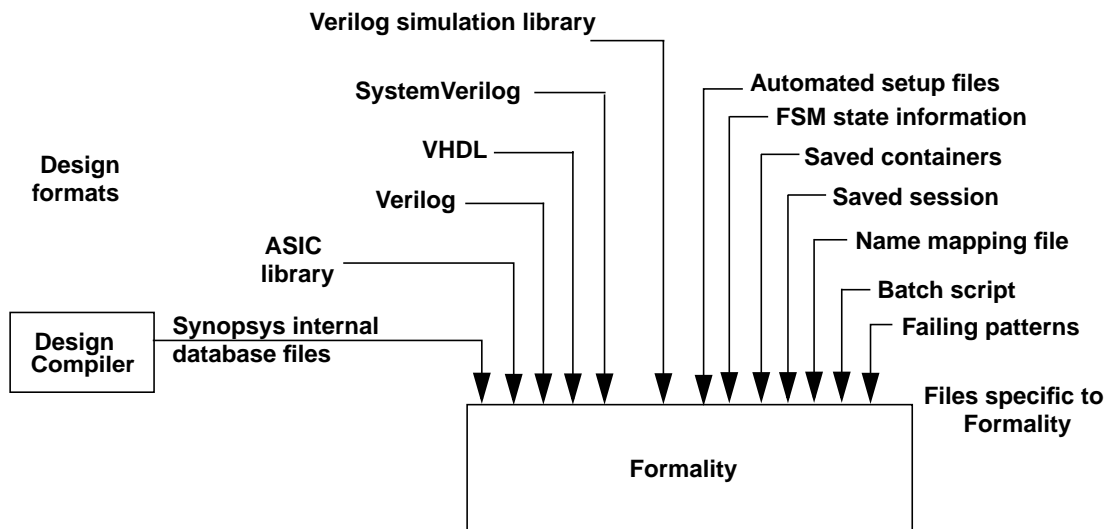 Verilog simulation library
SystemVerilog
VHDL
Verilog
ASIC
library
Design
formats
Design
Compiler
Synopsys internal
database files
Automated setup files
FSM state information
Saved containers
Saved session
Name mapping file
Batch script
Failing patterns
Files specific to
Formality
Formality